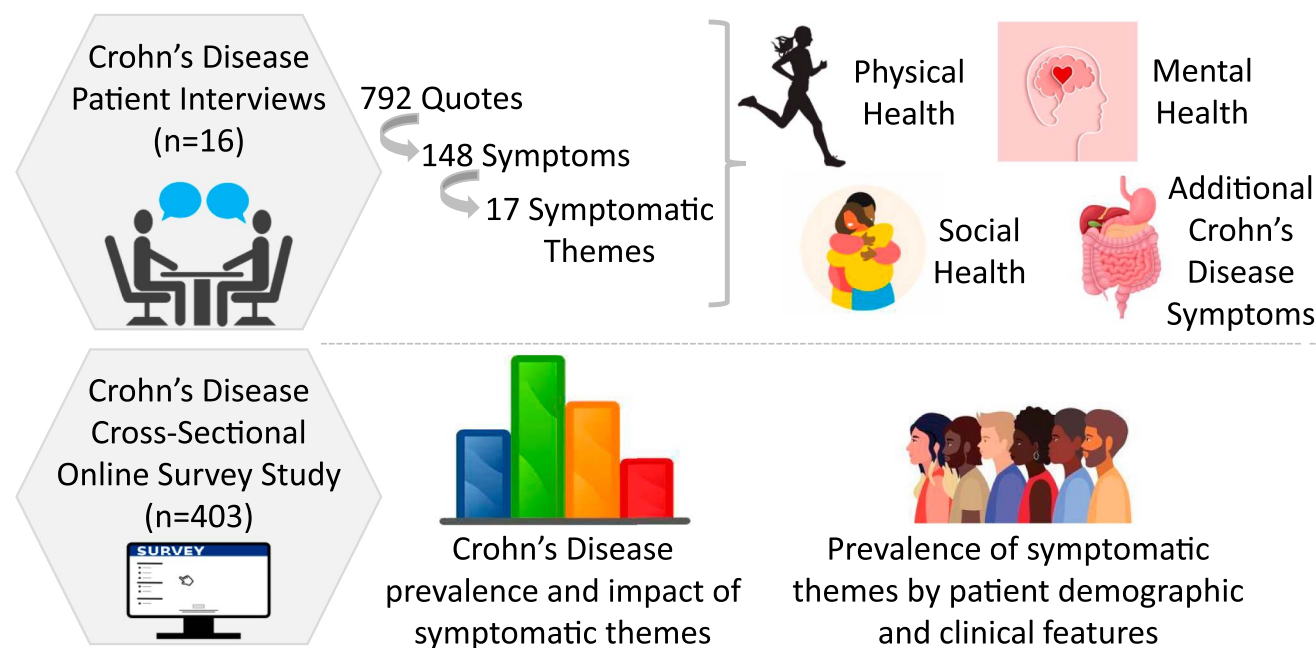 Crohn’s Disease
Patient Interviews
(n=16)
792 Quotes
148 Symptoms
17 Symptomatic
Themes
Physical
Health
Mental
Health
Social
Health
Additional
Crohn’s
Disease
Symptoms
Crohn’s Disease
Cross-Sectional
Online Survey Study
(n=403)
SURVEY
Crohn’s Disease
prevalence and impact of
symptomatic themes
Prevalence of symptomatic
themes by patient demographic
and clinical features